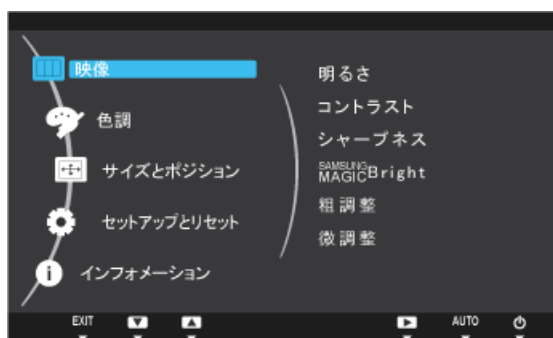 映像
色調
サイズとポジション
セットアップとリセット
インフォメーション
明るさ
コントラスト
シャープネス
SAMSUNG
MAGICBright
粗調整
微調整
EXIT
AUTO